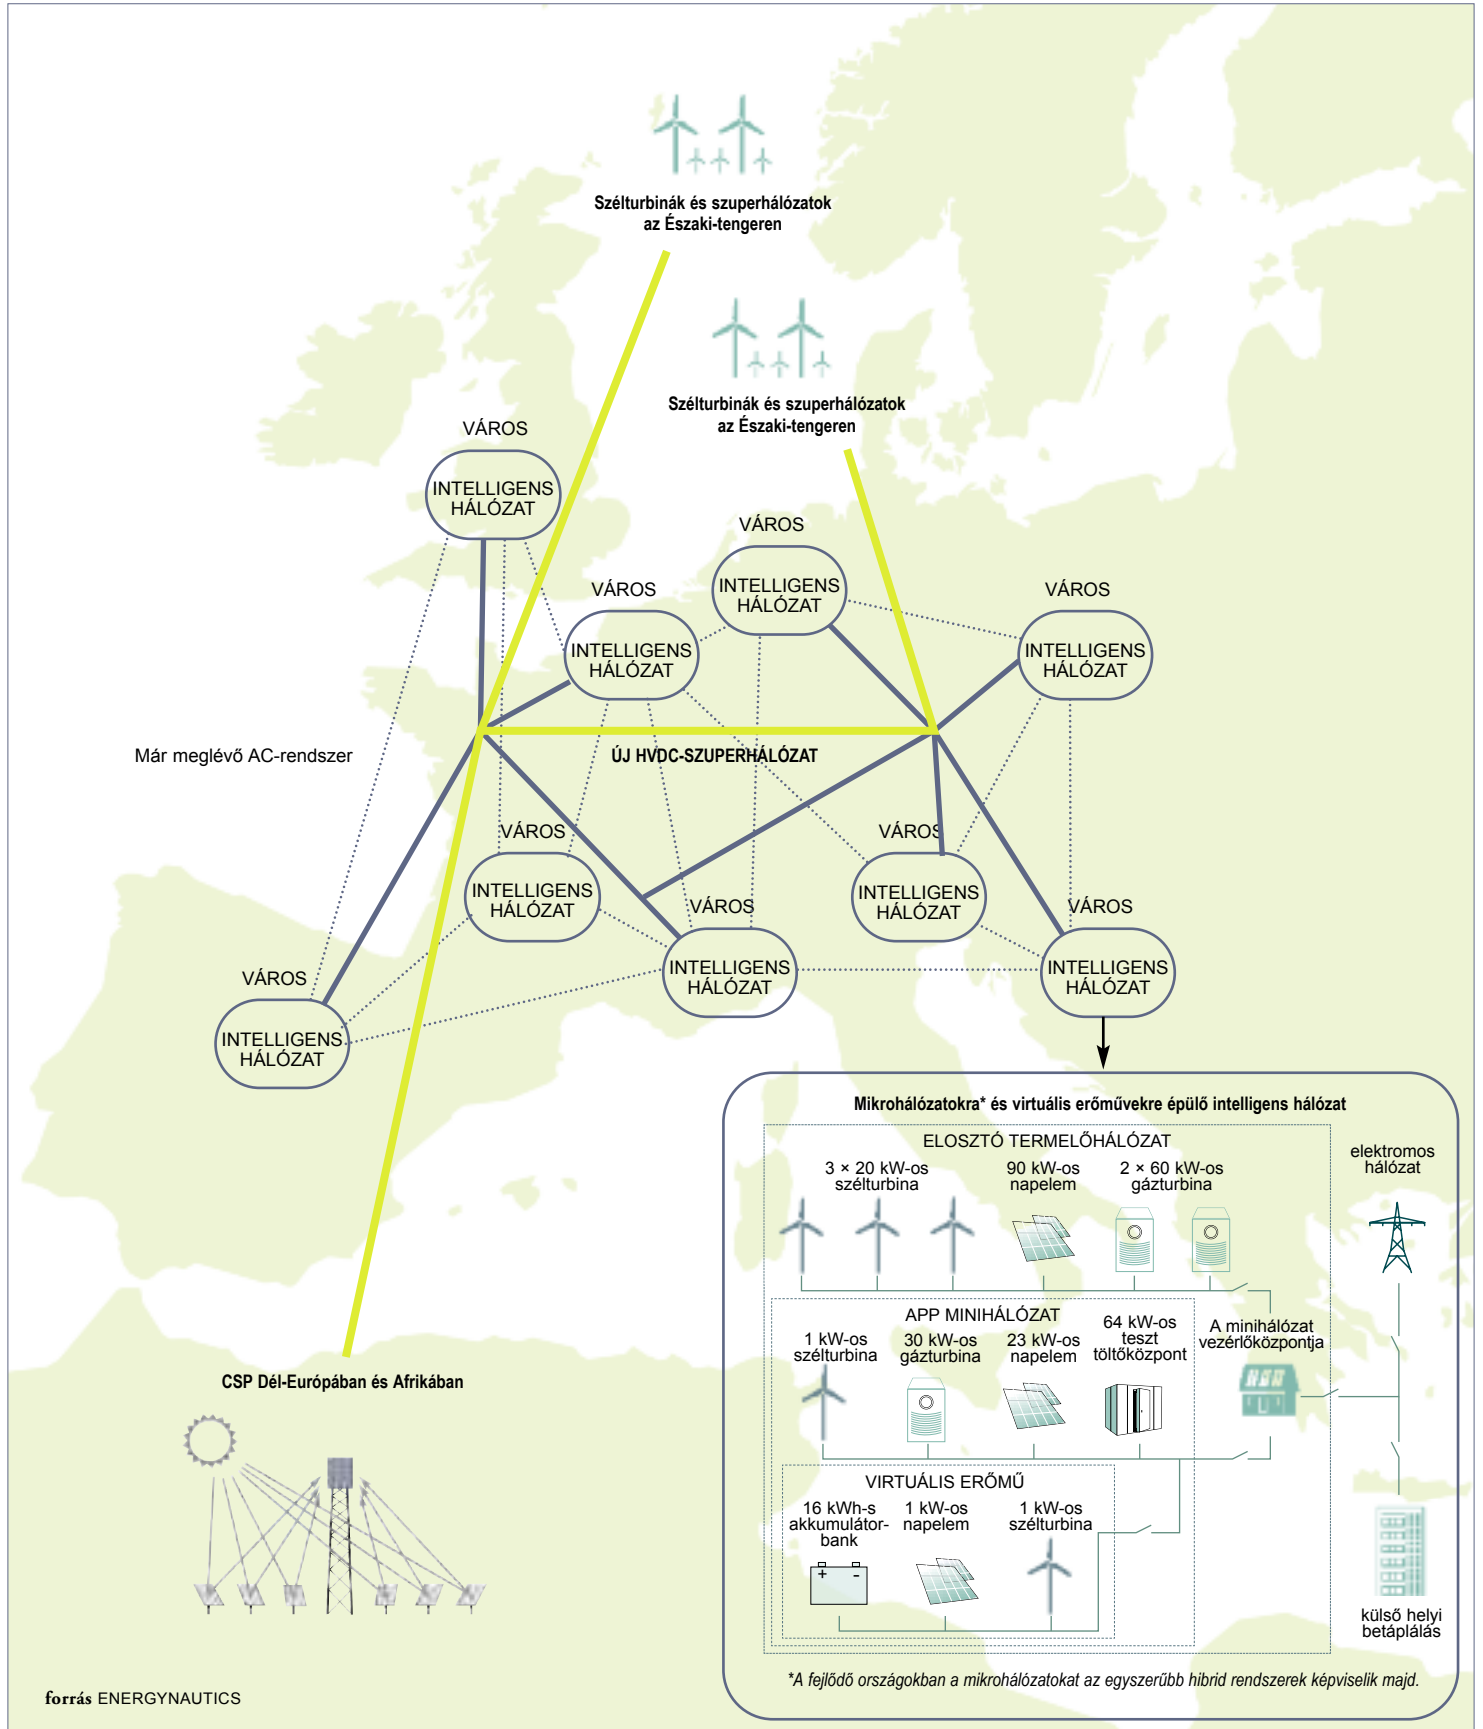 Szélturbinák és szuperhálózatok
az Északi-tengeren
Szélturbinák és szuperhálózatok
az Északi-tengeren
VÁROS
INTELLIGENS
HÁLÓZAT
VÁROS
INTELLIGENS
HÁLÓZAT
VÁROS
INTELLIGENS
HÁLÓZAT
VÁROS
INTELLIGENS
HÁLÓZAT
Már meglévő AC-rendszer
ÚJ HVDC-SZUPERHÁLÓZAT
VÁROS
INTELLIGENS
HÁLÓZAT
VÁROS
INTELLIGENS
HÁLÓZAT
VÁROS
INTELLIGENS
HÁLÓZAT
VÁROS
INTELLIGENS
HÁLÓZAT
VÁROS
INTELLIGENS
HÁLÓZAT
CSP Dél-Európában és Afrikában
Mikrohálózatokra* és virtuális erőművekre épülő intelligens hálózat
ELOSZTÓ TERMELŐHÁLÓZAT
3 × 20 kW-os
szélturbina
90 kW-os
napelem
2 × 60 kW-os
gázturbina
elektromos
hálózat
APP MINIHÁLÓZAT
1 kW-os
szélturbina
30 kW-os
gázturbina
23 kW-os
napelem
64 kW-os
teszt
töltőközpont
A minihálózat
vezérlőközpontja
VIRTUÁLIS ERŐMŰ
16 kWh-s
akkumulátor-
bank
1 kW-os
napelem
1 kW-os
szélturbina
+ -
külső helyi
betáplálás
*A fejlődő országokban a mikrohálózatokat az egyszerűbb hibrid rendszerek képviselik majd.
forrás ENERGYNAUTICS